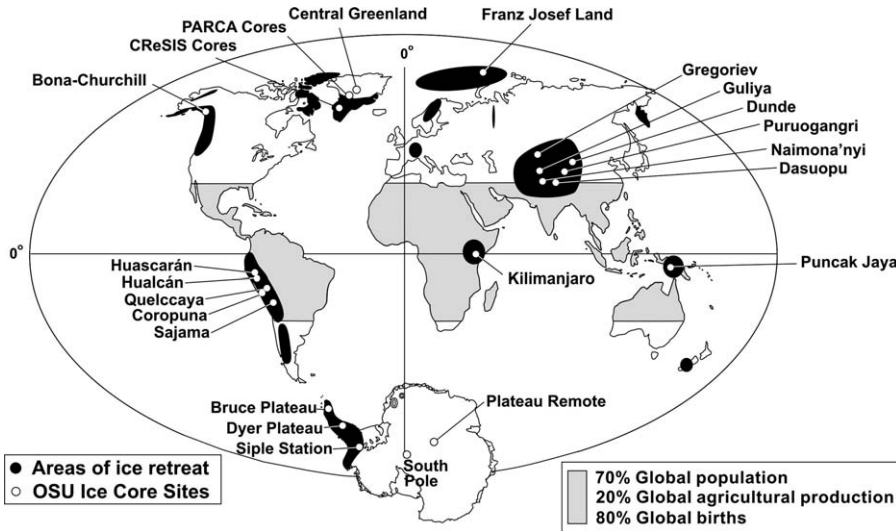 PARCA Cores
Central Greenland
Franz Josef Land
CReSIS Cores
0°
Bona-Churchill
Gregoriev
Guliya
Dunde
Puruogangri
Naimona'nyi
Dasuopu
0°
Huascarán
Hualcán
Quelccaya
Coropuna
Sajama
Kilimanjaro
Puncak Jaya
Bruce Plateau
Dyer Plateau
Siple Station
Plateau Remote
South
Pole
Areas of ice retreat
OSU Ice Core Sites
70% Global population
20% Global agricultural production
80% Global births